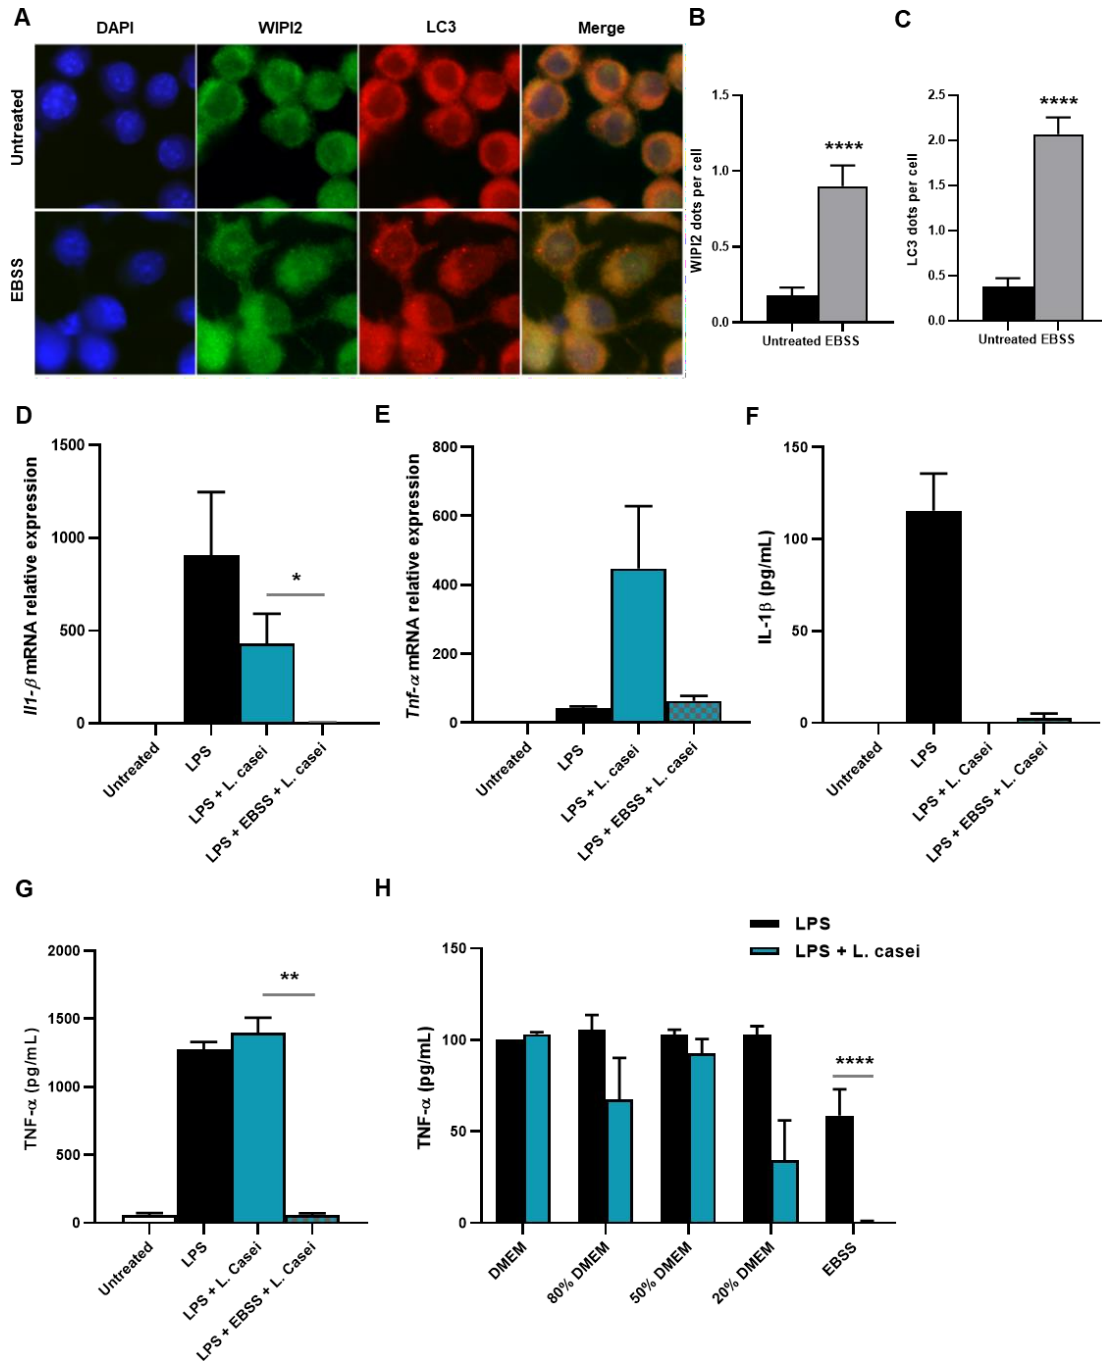 A
DAPI
WIPI2
LC3
Merge
Untreated
EBSS
B
WIPI2 dots per cell
1.5
1.0
0.5
0.0
****
Untreated EBSS
C
LC3 dots per cell
2.5
2.0
1.5
1.0
0.5
0.0
****
Untreated EBSS
D
Il1-β mRNA relative expression
1500
1000
500
0
*
Untreated
LPS
LPS + L. casei
LPS + EBSS + L. casei
E
Tnf-α mRNA relative expression
800
600
400
200
0
Untreated
LPS
LPS + L. casei
LPS + EBSS + L. casei
F
IL-1β (pg/mL)
150
100
50
0
Untreated
LPS
LPS + L. Casei
LPS + EBSS + L. Casei
G
TNF-α (pg/mL)
2000
1500
1000
500
0
**
Untreated
LPS
LPS + L. Casei
LPS + EBSS + L. Casei
H
LPS
LPS + L. casei
TNF-α (pg/mL)
150
100
50
0
****
DMEM
80% DMEM
50% DMEM
20% DMEM
EBSS